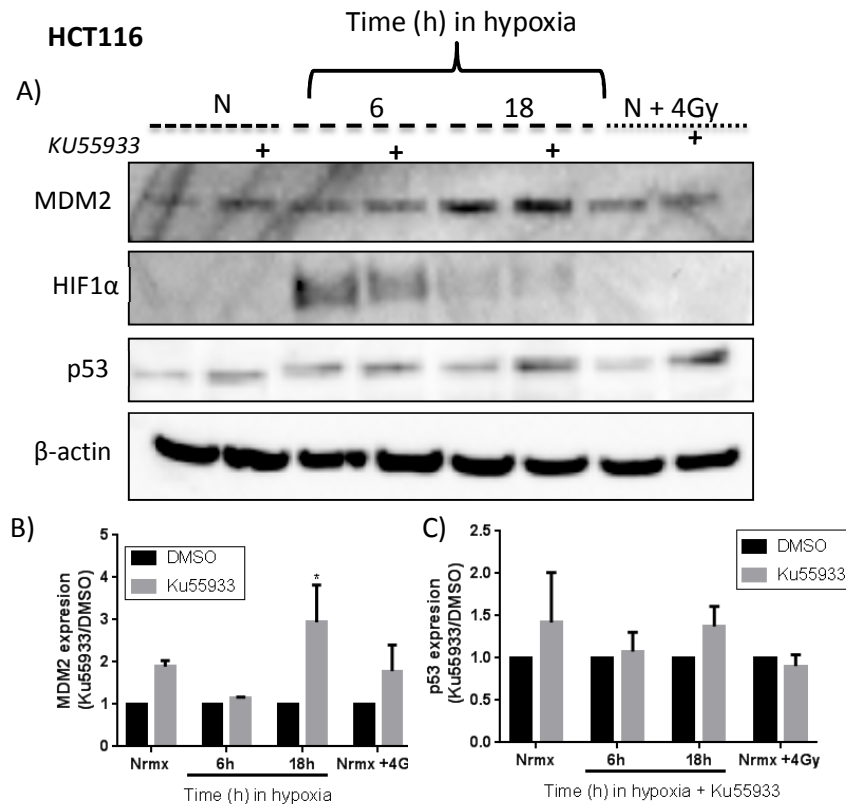 HCT116
Time (h) in hypoxia
A)
N 6 18 N + 4Gy
KU55933 + + + +
MDM2
HIF1α
p53
β-actin
B)
MDM2 expresion
(Ku55933/DMSO)
5
4
3
2
1
0
DMSO
Ku55933
*
Nrmx 6h 18h Nrmx +4G
Time (h) in hypoxia
C)
p53 expresion
(Ku55933/DMSO)
2.5
2.0
1.5
1.0
0.5
0.0
DMSO
Ku55933
Nrmx 6h 18h Nrmx +4Gy
Time (h) in hypoxia + Ku55933